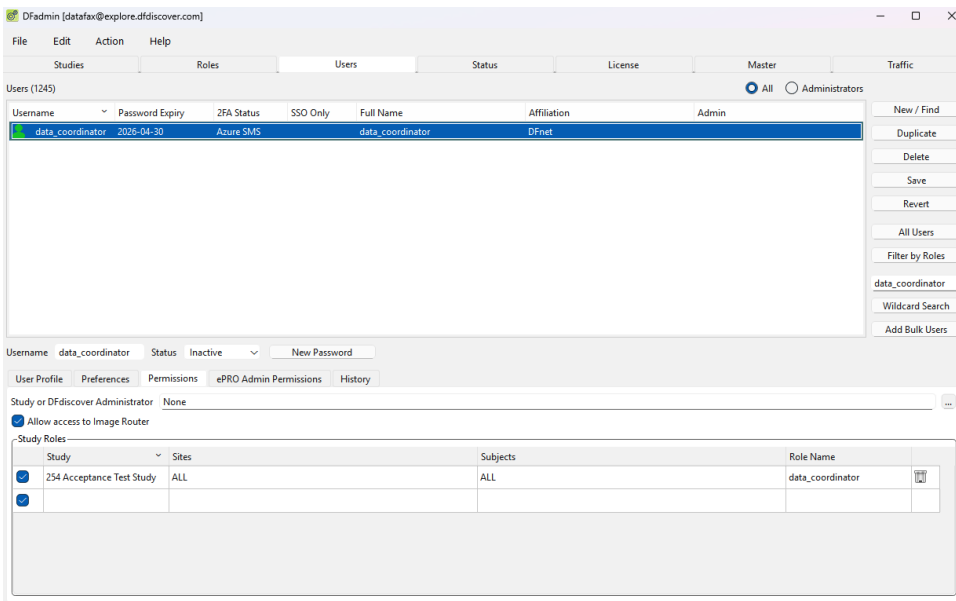 DFadmin [datafax@explore.dfdiscover.com]
File Edit Action Help
Studies Roles Users Status License Master Traffic
Users (1245) All Administrators
Username Password Expiry 2FA Status SSO Only Full Name Affiliation Admin
data_coordinator 2026-04-30 Azure SMS data_coordinator DFnet
New / Find
Duplicate
Delete
Save
Revert
All Users
Filter by Roles
data_coordinator
Wildcard Search
Add Bulk Users
Username data_coordinator Status Inactive New Password
User Profile Preferences Permissions ePRO Admin Permissions History
Study or DFdiscover Administrator None ...
Allow access to Image Router
Study Roles
Study Sites Subjects Role Name
254 Acceptance Test Study ALL ALL data_coordinator